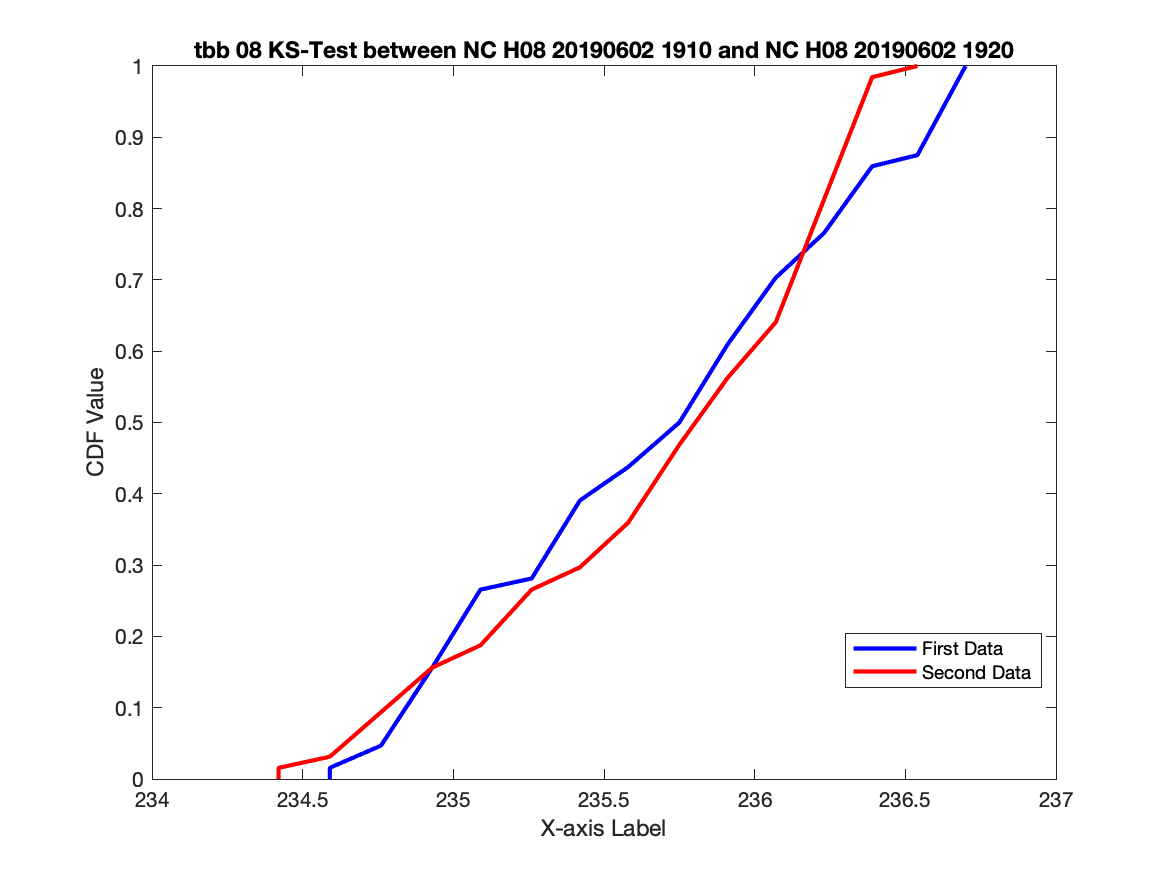 tbb 08 KS-Test between NC H08 20190602 1910 and NC H08 20190602 1920
1
0.9
0.8
0.7
0.6
0.5
0.4
0.3
0.2
0.1
0
CDF Value
First Data
Second Data
234 234.5 235 235.5 236 236.5 237
X-axis Label